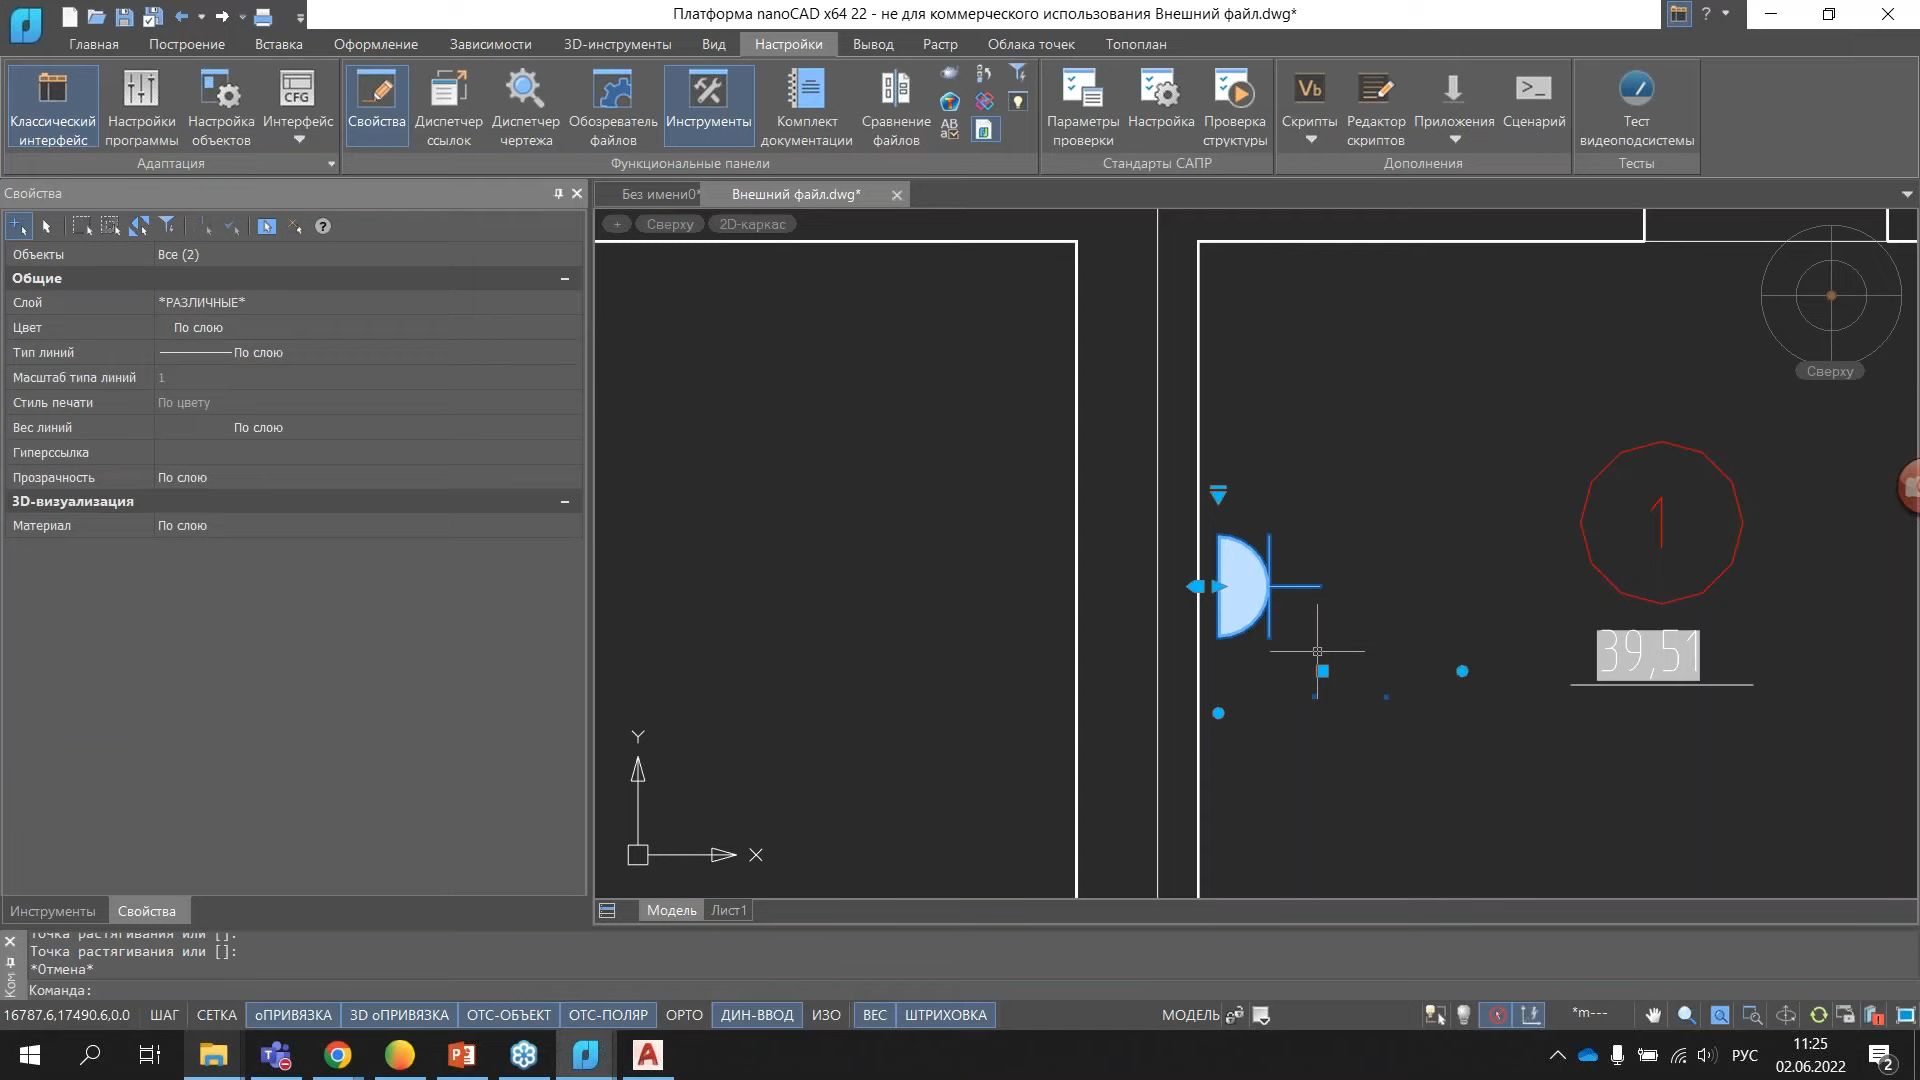 Платформа nanoCAD x64 22 - не для коммерческого использования Внешний файл.dwg*
Главная Построение Вставка Оформление Зависимости 3D-инструменты Вид Настройки Вывод Растр Облака точек Топоплан
Классический интерфейс
Настройки программы
Настройка объектов
CFG
Интерфейс
Адаптация
Свойства
Диспетчер ссылок
Диспетчер чертежа
Обозреватель файлов
Инструменты
Комплект документации
Сравнение файлов
Функциональные панели
Параметры проверки
Настройка
Проверка структуры
Стандарты САПР
Vb
Скрипты
Редактор скриптов
Приложения
Сценарий
Дополнения
Тест видеоподсистемы
Тесты
Свойства
Без имени0* Внешний файл.dwg*
+ Сверху 2D-каркас
Объекты Все (2)
Общие
Слой *РАЗЛИЧНЫЕ*
Цвет По слою
Тип линий По слою
Масштаб типа линий 1
Стиль печати По цвету
Вес линий По слою
Гиперссылка
Прозрачность По слою
3D-визуализация
Материал По слою
Сверху
1
39,51
Y
X
Инструменты Свойства
Модель Лист1
Точка растягивания или []:
Точка растягивания или []:
*Отмена*
Команда:
Ком
16787.6,17490.6,0.0 ШАГ СЕТКА оПРИВЯЗКА 3D оПРИВЯЗКА ОТС-ОБЪЕКТ ОТС-ПОЛЯР ОРТО ДИН-ВВОД ИЗО ВЕС ШТРИХОВКА МОДЕЛЬ *m---
РУС
11:25
02.06.2022
2